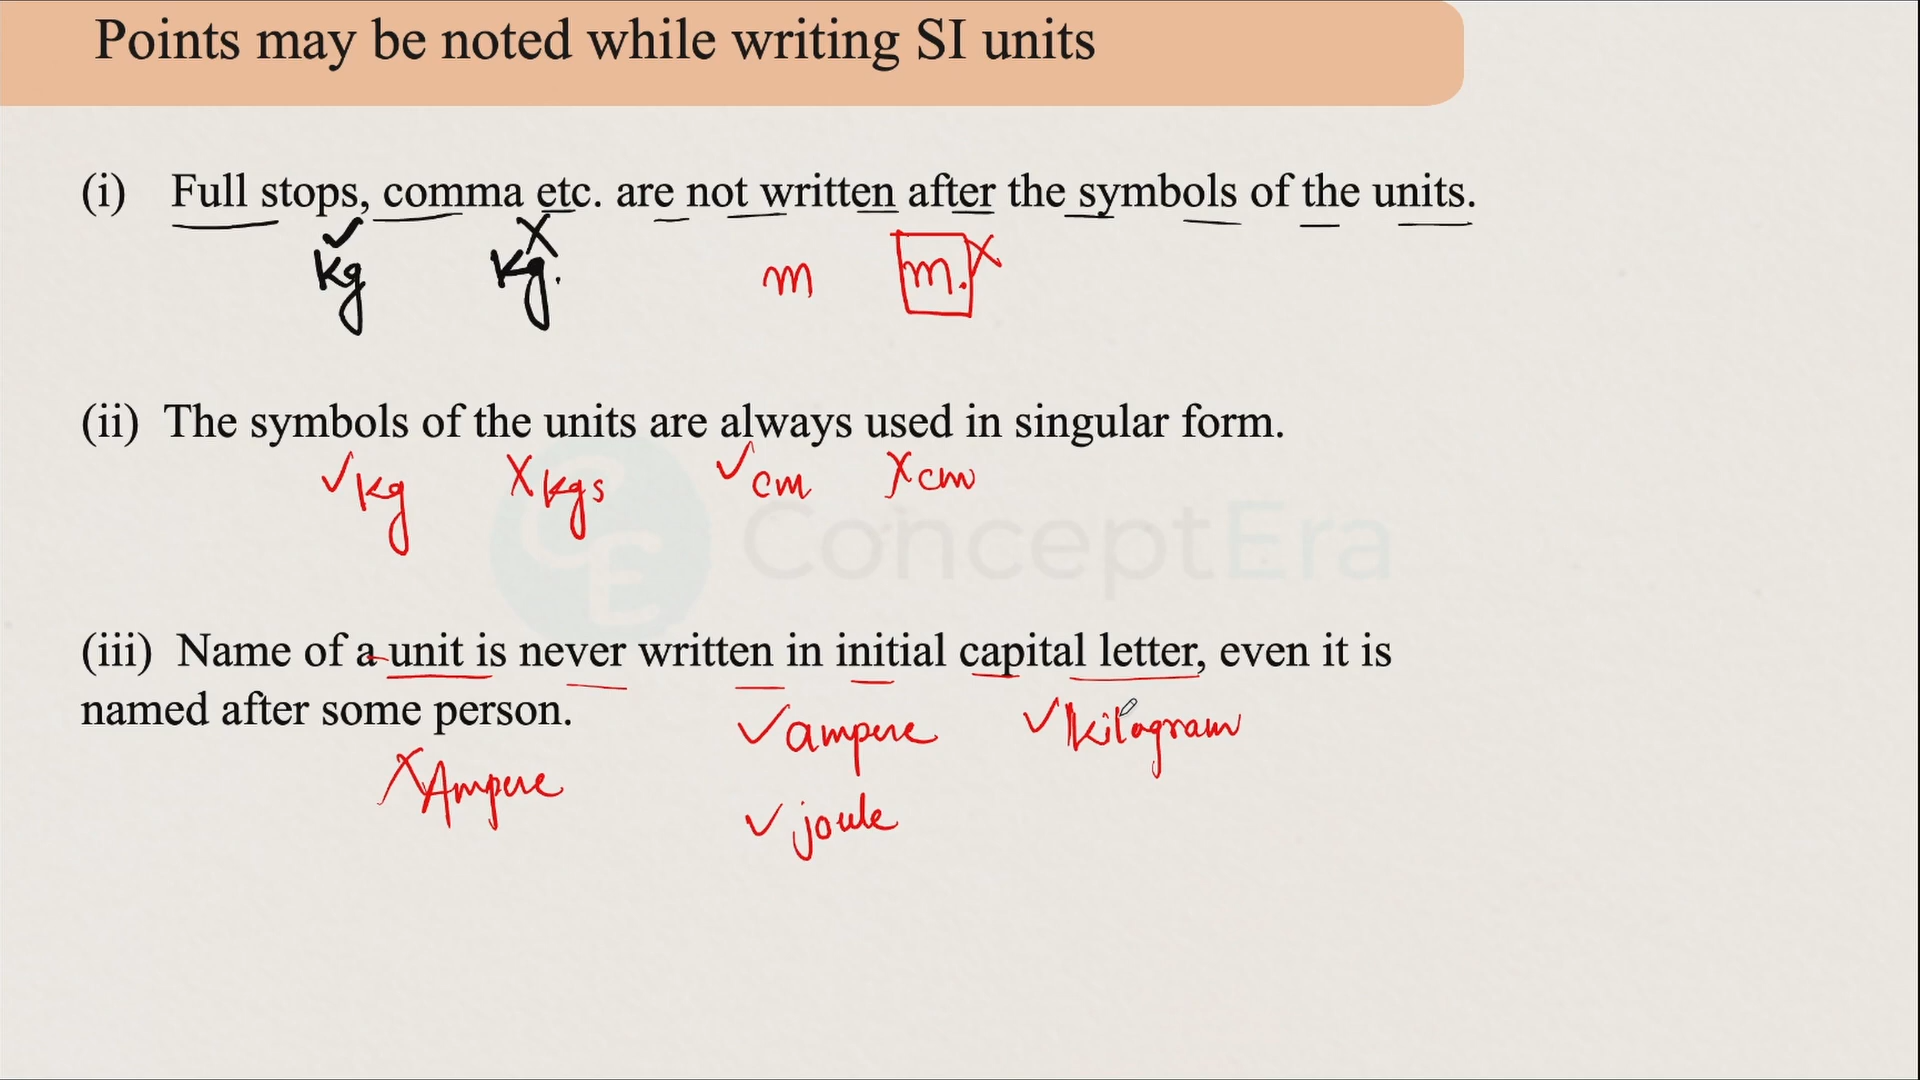 Points may be noted while writing SI units
(i) Full stops, comma etc. are not written after the symbols of the units.
✓ X
kg kg. m m. X
(ii) The symbols of the units are always used in singular form.
✓ kg X kgs ✓ cm X cm
CE ConceptEra
(iii) Name of a unit is never written in initial capital letter, even it is
named after some person.
✓ ampere ✓ kilogram
X Ampere
✓ joule